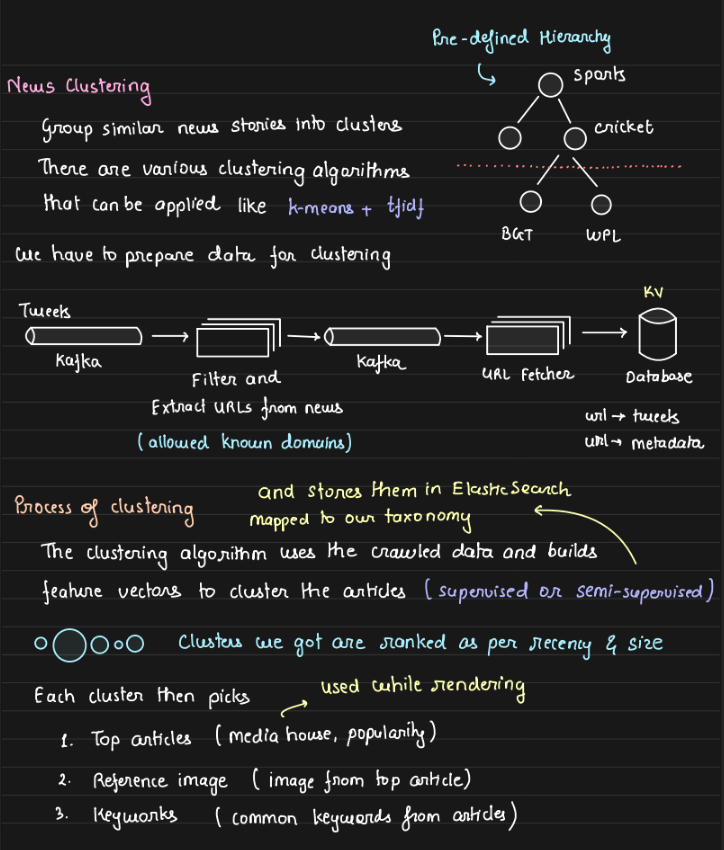 Pre-defined Hierarchy
sports
News Clustering
cricket
Group similar news stories into clusters
There are various clustering algorithms
that can be applied like k-means + tfidf
BGT WPL
We have to prepare data for clustering
KV
Tweets
Kafka
Filter and
Extract URLs from news
(allowed known domains)
Kafka
URL Fetcher
Database
url → tweets
url → metadata
Process of clustering
and stores them in ElasticSearch
mapped to our taxonomy
The clustering algorithm uses the crawled data and builds
feature vectors to cluster the articles (supervised or semi-supervised)
Clusters we got are ranked as per recency & size
Each cluster then picks
used while rendering
1. Top articles (media house, popularity)
2. Reference image (image from top article)
3. Keyworks (common keywords from articles)